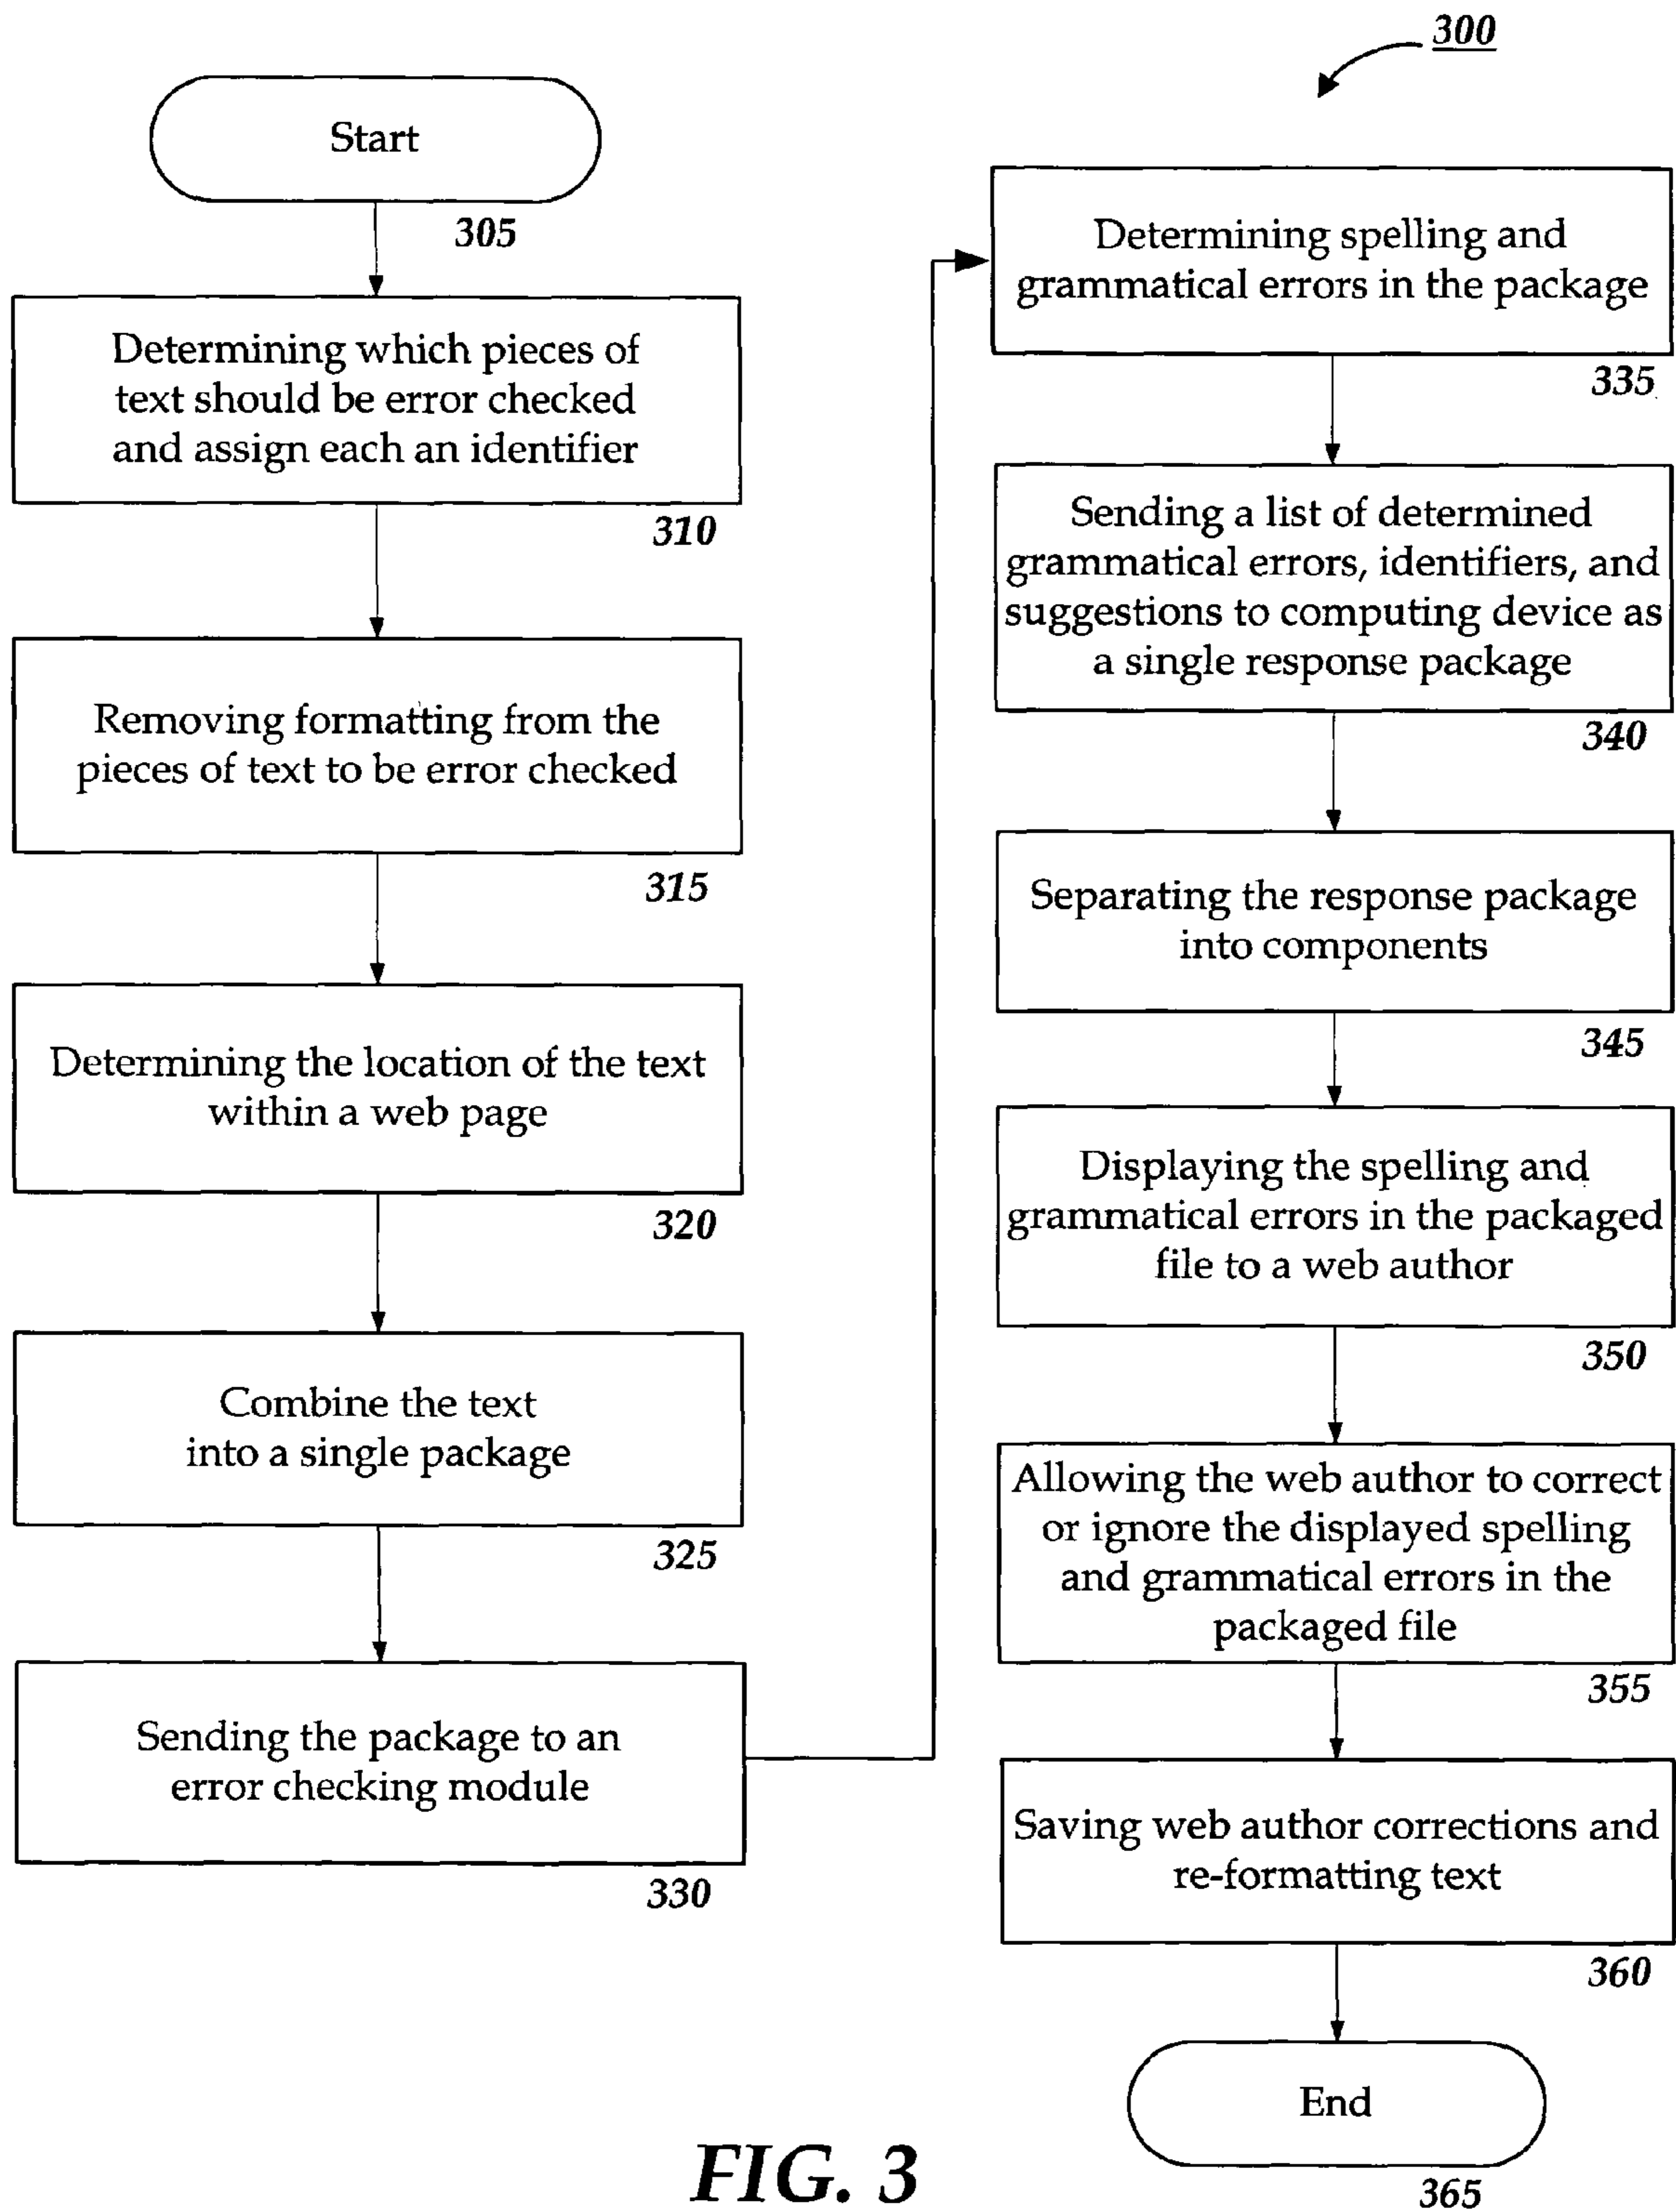 300
Start
305
Determining which pieces of
text should be error checked
and assign each an identifier
310
Removing formatting from the
pieces of text to be error checked
315
Determining the location of the text
within a web page
320
Combine the text
into a single package
325
Sending the package to an
error checking module
330
Determining spelling and
grammatical errors in the package
335
Sending a list of determined
grammatical errors, identifiers, and
suggestions to computing device as
a single response package
340
Separating the response package
into components
345
Displaying the spelling and
grammatical errors in the packaged
file to a web author
350
Allowing the web author to correct
or ignore the displayed spelling
and grammatical errors in the
packaged file
355
Saving web author corrections and
re-formatting text
360
End
365
FIG. 3